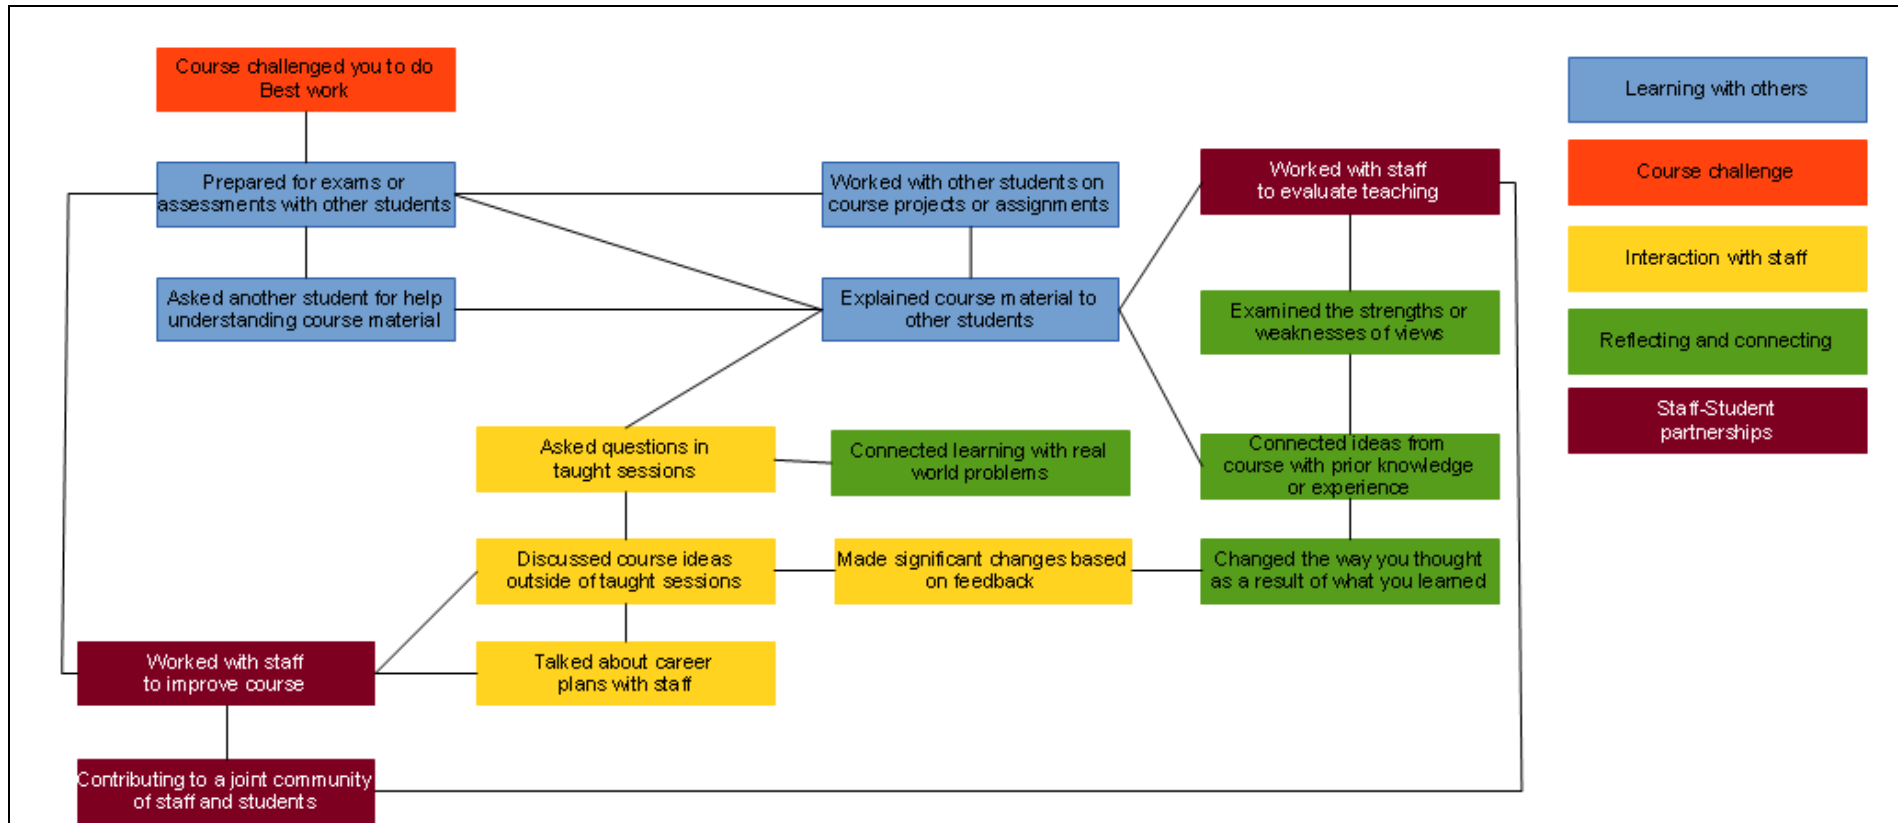 Course challenged you to do
Best work
Prepared for exams or
assessments with other students
Worked with other students on
course projects or assignments
Worked with staff
to evaluate teaching
Asked another student for help
understanding course material
Explained course material to
other students
Examined the strengths or
weaknesses of views
Asked questions in
taught sessions
Connected learning with real
world problems
Connected ideas from
course with prior knowledge
or experience
Discussed course ideas
outside of taught sessions
Made significant changes based
on feedback
Changed the way you thought
as a result of what you learned
Worked with staff
to improve course
Talked about career
plans with staff
Contributing to a joint community
of staff and students
Learning with others
Course challenge
Interaction with staff
Reflecting and connecting
Staff-Student
partnerships